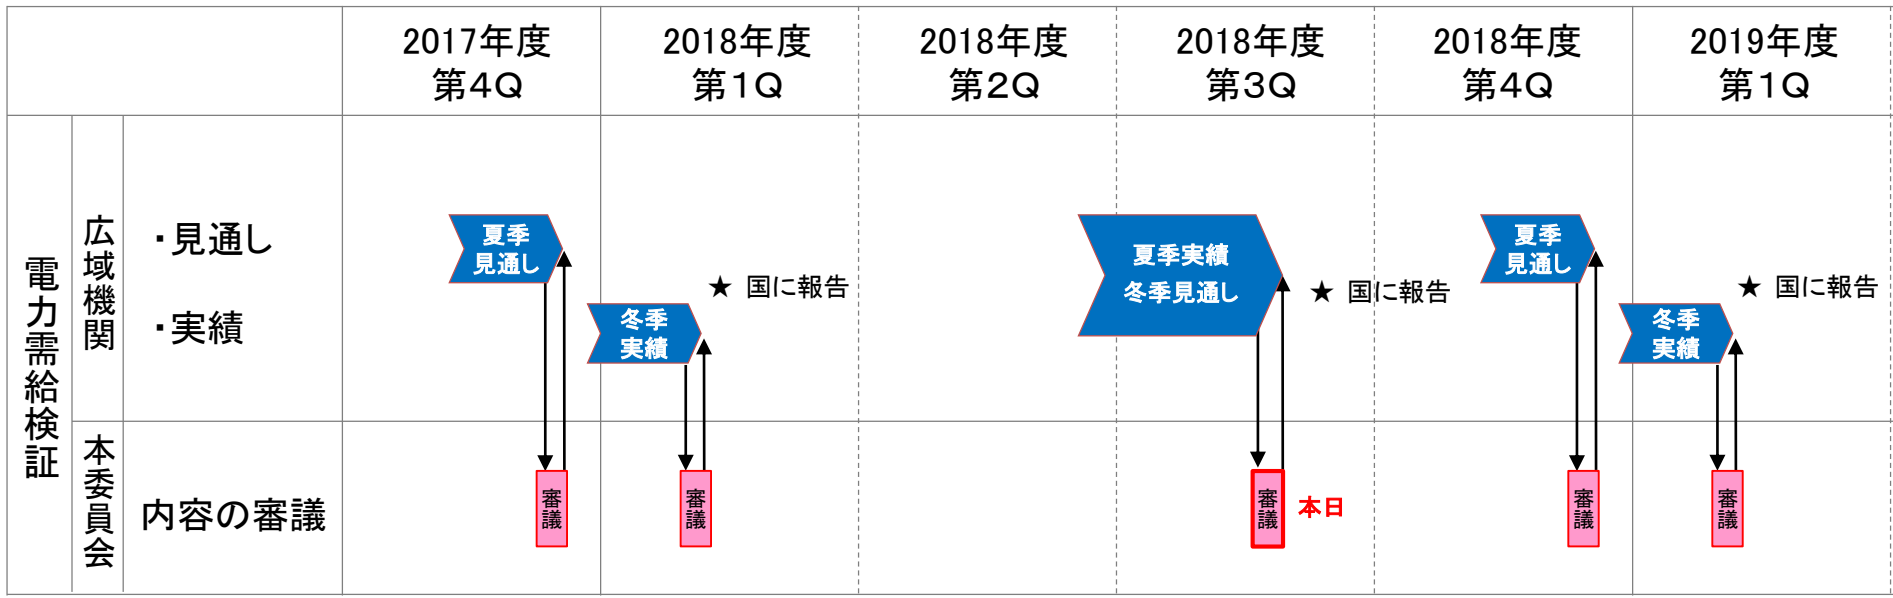 2017年度
第４Ｑ
2018年度
第１Ｑ
2018年度
第２Ｑ
2018年度
第３Ｑ
2018年度
第４Ｑ
2019年度
第１Ｑ
電力需給検証
広域機関
・見通し
・実績
夏季
見通し
冬季
実績
★ 国に報告
夏季実績
冬季見通し
★ 国に報告
夏季
見通し
冬季
実績
★ 国に報告
本委員会
内容の審議
審議
審議
審議
本日
審議
審議